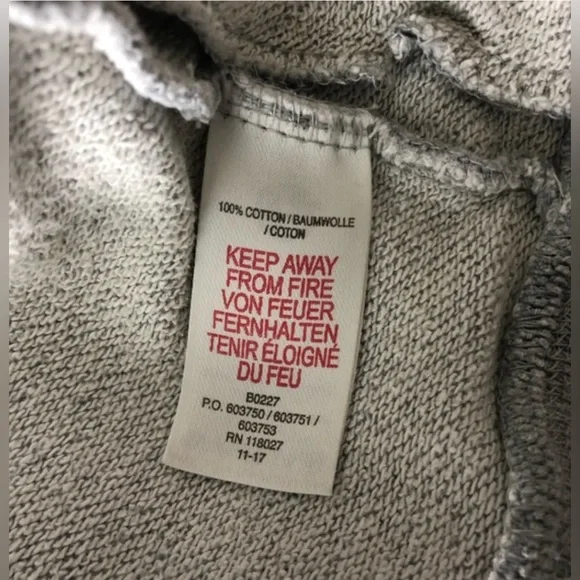 100% COTTON / BAUMWOLLE
/ COTON
KEEP AWAY
FROM FIRE
VON FEUER
FERNHALTEN
TENIR ÉLOIGNÉ
DU FEU
B0227
P.O. 603750 / 603751 /
603753
RN 118027
11-17